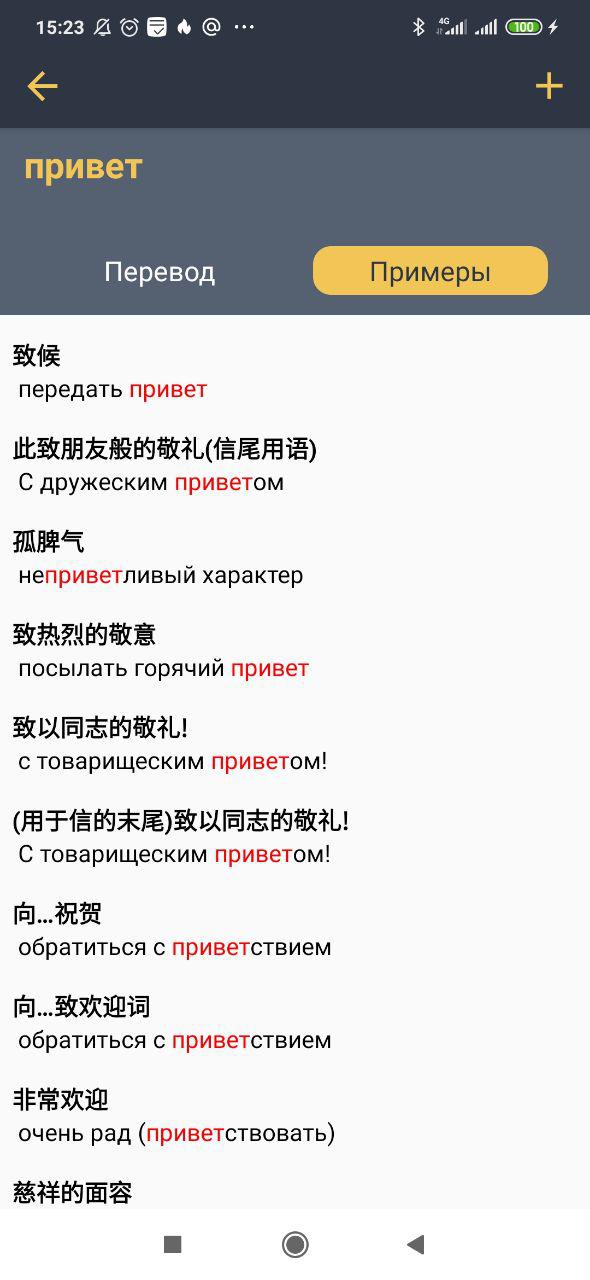 15:23
4G
100
привет
Перевод
Примеры
致候
передать привет
此致朋友般的敬礼(信尾用语)
С дружеским приветом
孤脾气
неприветливый характер
致热烈的敬意
посылать горячий привет
致以同志的敬礼!
с товарищеским приветом!
(用于信的末尾)致以同志的敬礼!
С товарищеским приветом!
向...祝贺
обратиться с приветствием
向...致欢迎词
обратиться с приветствием
非常欢迎
очень рад (приветствовать)
慈祥的面容